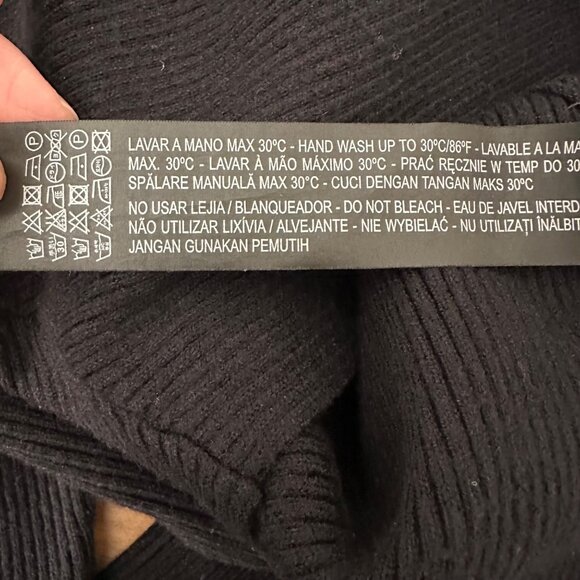 LAVAR A MANO MAX 30ºC - HAND WASH UP TO 30ºC/86ºF - LAVABLE A LA
MAX. 30ºC - LAVAR À MÃO MÁXIMO 30ºC - PRAĆ RĘCZNIE W TEMP DO
SPĂLARE MANUALĂ MAX 30°C - CUCI DENGAN TANGAN MAKS 30ºC
NO USAR LEJIA / BLANQUEADOR - DO NOT BLEACH - EAU DE JAVEL
NÃO UTILIZAR LIXÍVIA / ALVEJANTE - NIE WYBIELAĆ - NU UTILIZAȚI
JANGAN GUNAKAN PEMUTIH